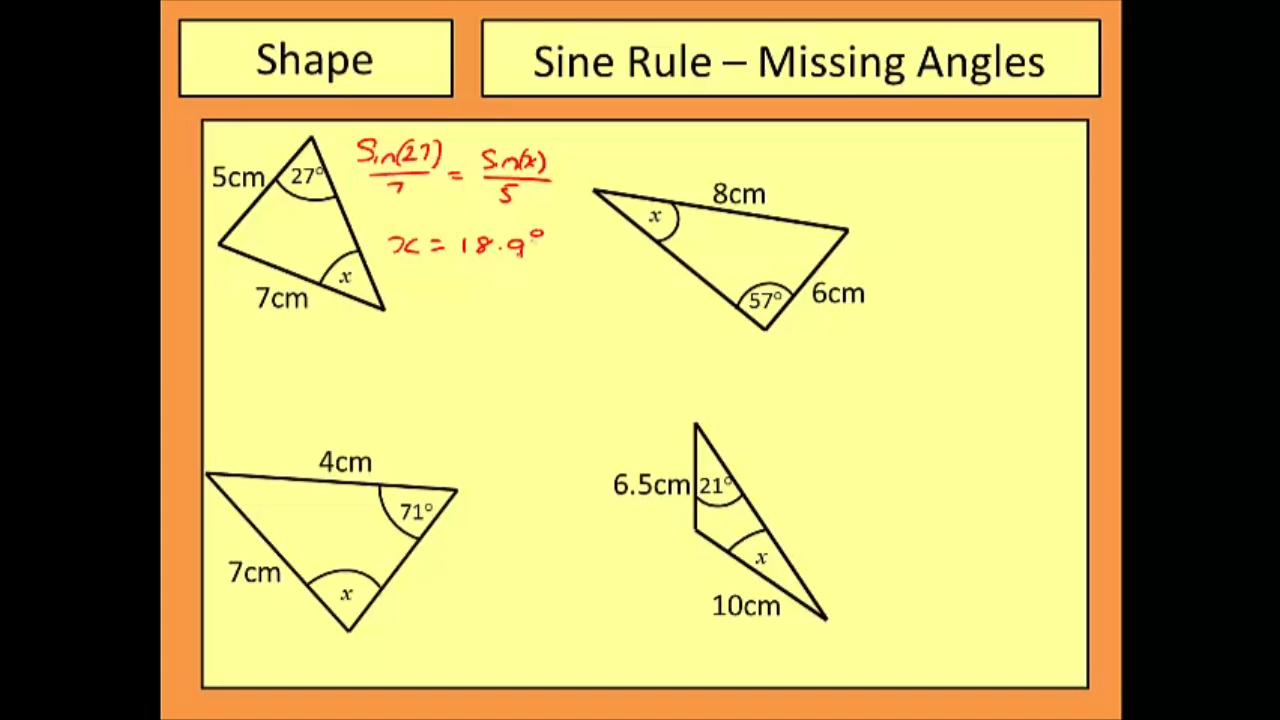 Shape
Sine Rule – Missing Angles
5cm
27°
x
7cm
Sin(27)
7
=
Sin(x)
5
x = 18.9°
8cm
x
57°
6cm
4cm
71°
7cm
x
6.5cm
21°
x
10cm